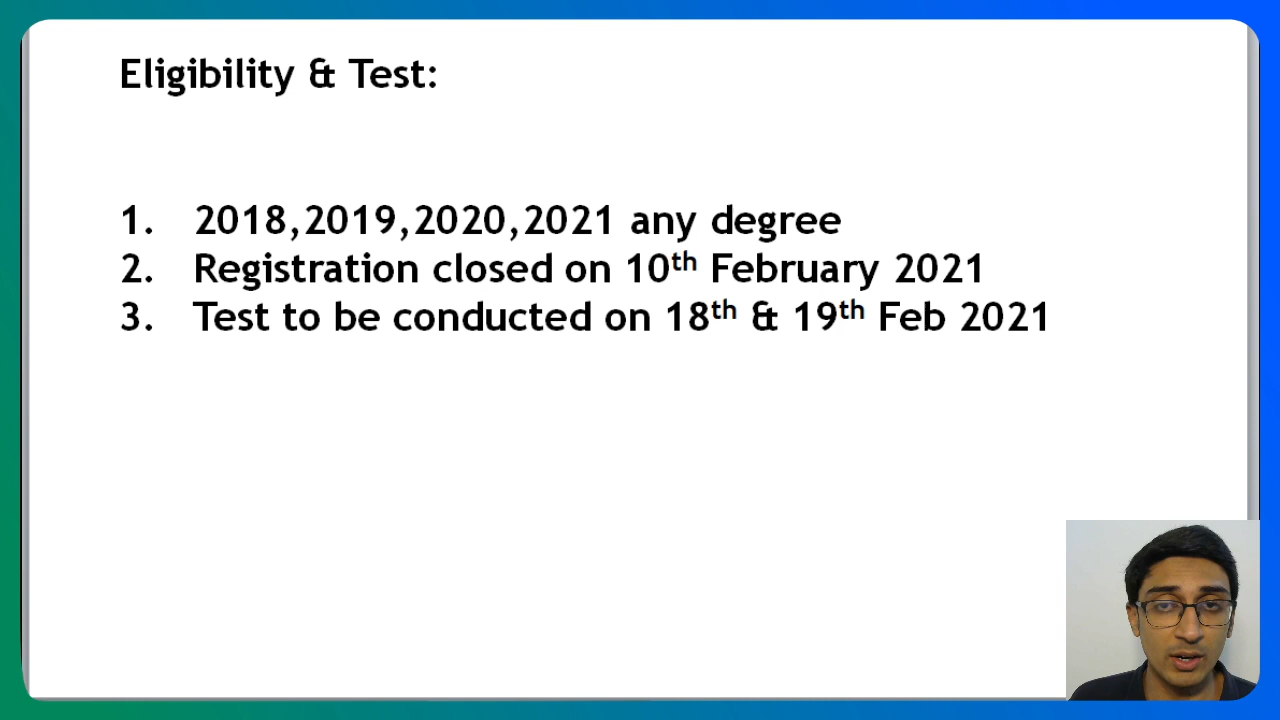 Eligibility & Test:
1. 2018,2019,2020,2021 any degree
2. Registration closed on 10th February 2021
3. Test to be conducted on 18th & 19th Feb 2021